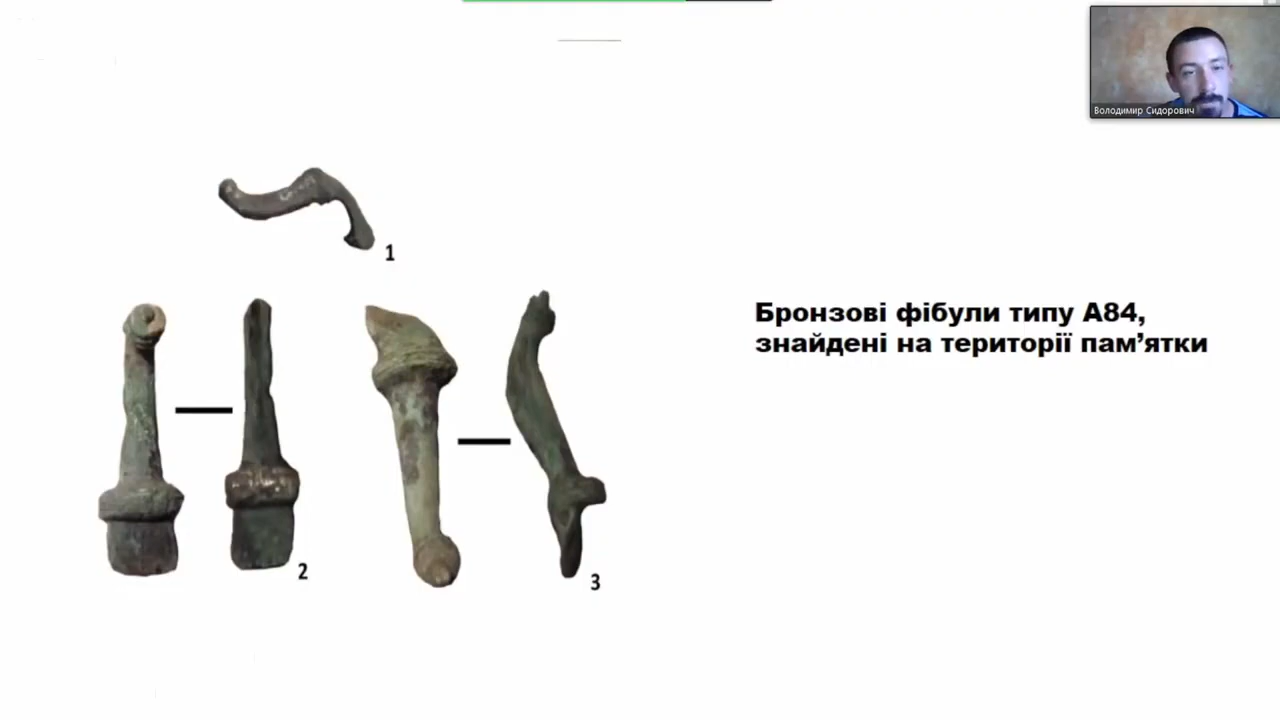 Володимир Сидорович
1
Бронзові фібули типу А84,
знайдені на території пам’ятки
2
3